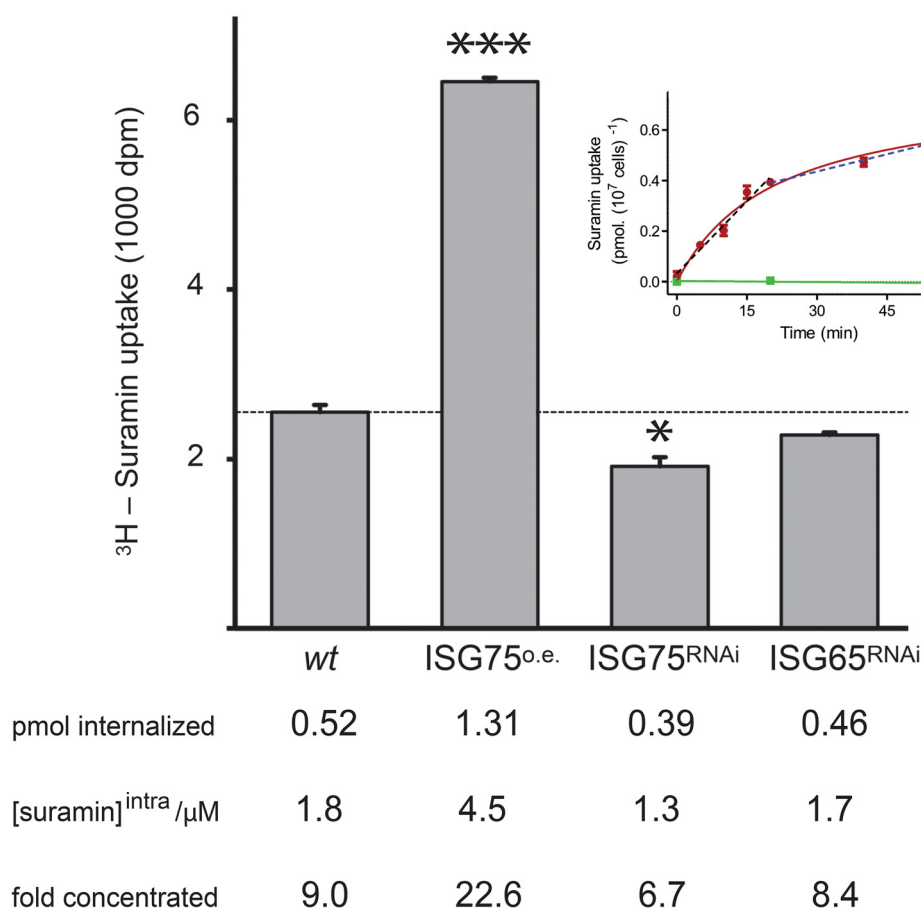 ***
6
4
2
³H – Suramin uptake (1000 dpm)
*
Suramin uptake
(pmol. (10⁷ cells)⁻¹
0.6
0.4
0.2
0.0
0 15 30 45
Time (min)
wt ISG75o.e. ISG75RNAi ISG65RNAi
pmol internalized 0.52 1.31 0.39 0.46
[suramin]intra/µM 1.8 4.5 1.3 1.7
fold concentrated 9.0 22.6 6.7 8.4